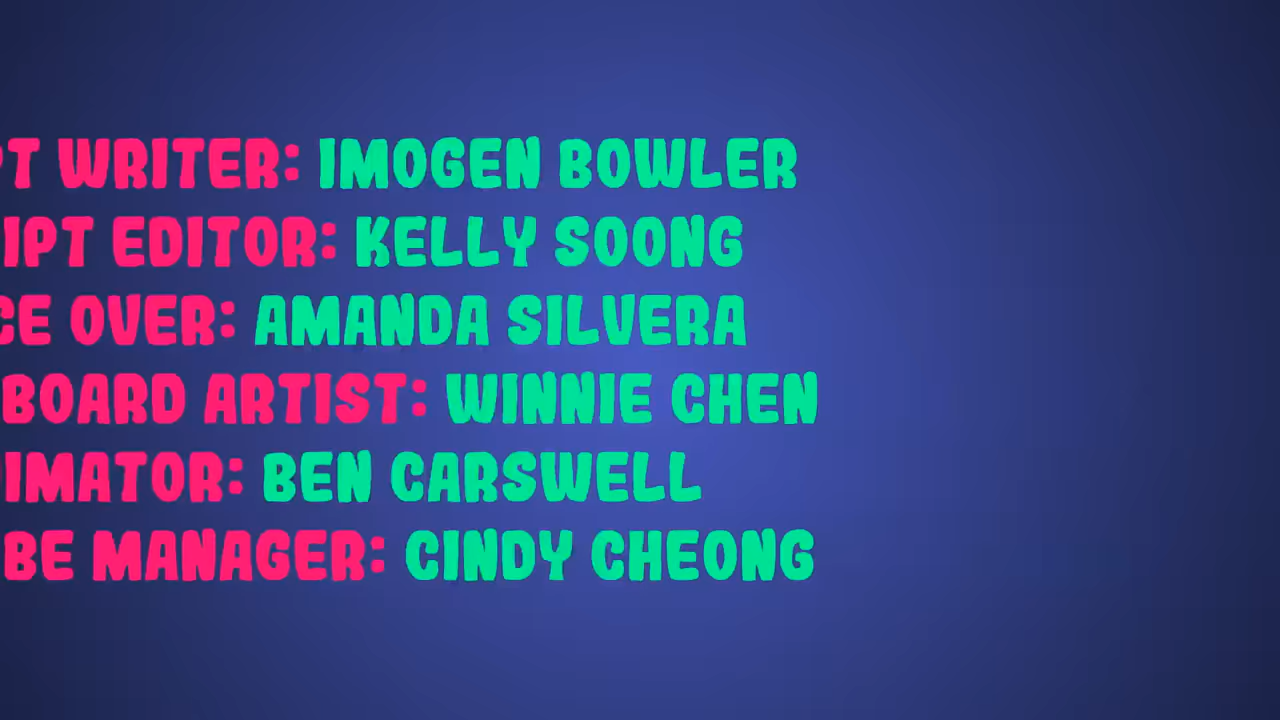 PT WRITER: IMOGEN BOWLER
IPT EDITOR: KELLY SOONG
CE OVER: AMANDA SILVERA
BOARD ARTIST: WINNIE CHEN
IMATOR: BEN CARSWELL
BE MANAGER: CINDY CHEONG